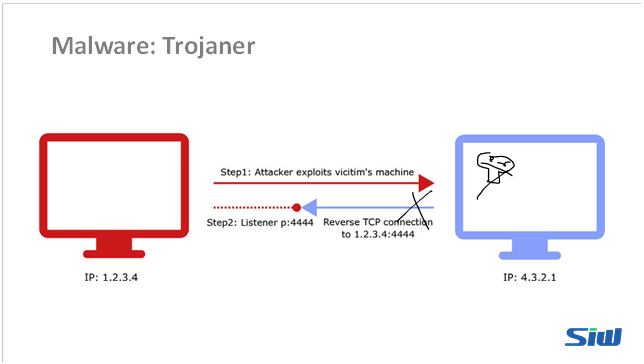 Malware: Trojaner
Step1: Attacker exploits vicitim's machine
Step2: Listener p:4444
Reverse TCP connection
to 1.2.3.4:4444
IP: 1.2.3.4
IP: 4.3.2.1
SiW